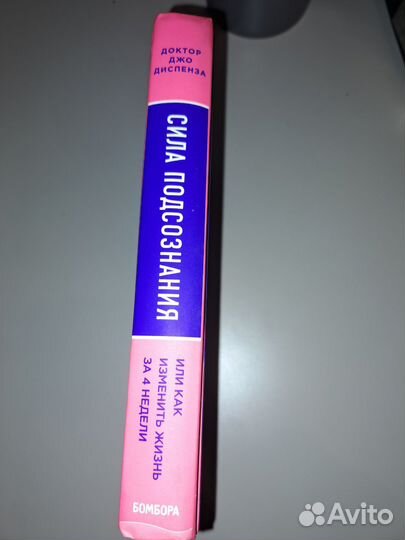 ДОКТОР
ДЖО
ДИСПЕНЗА
СИЛА ПОДСОЗНАНИЯ
ИЛИ КАК
ИЗМЕНИТЬ ЖИЗНЬ
ЗА 4 НЕДЕЛИ
БОМБОРА
Avito